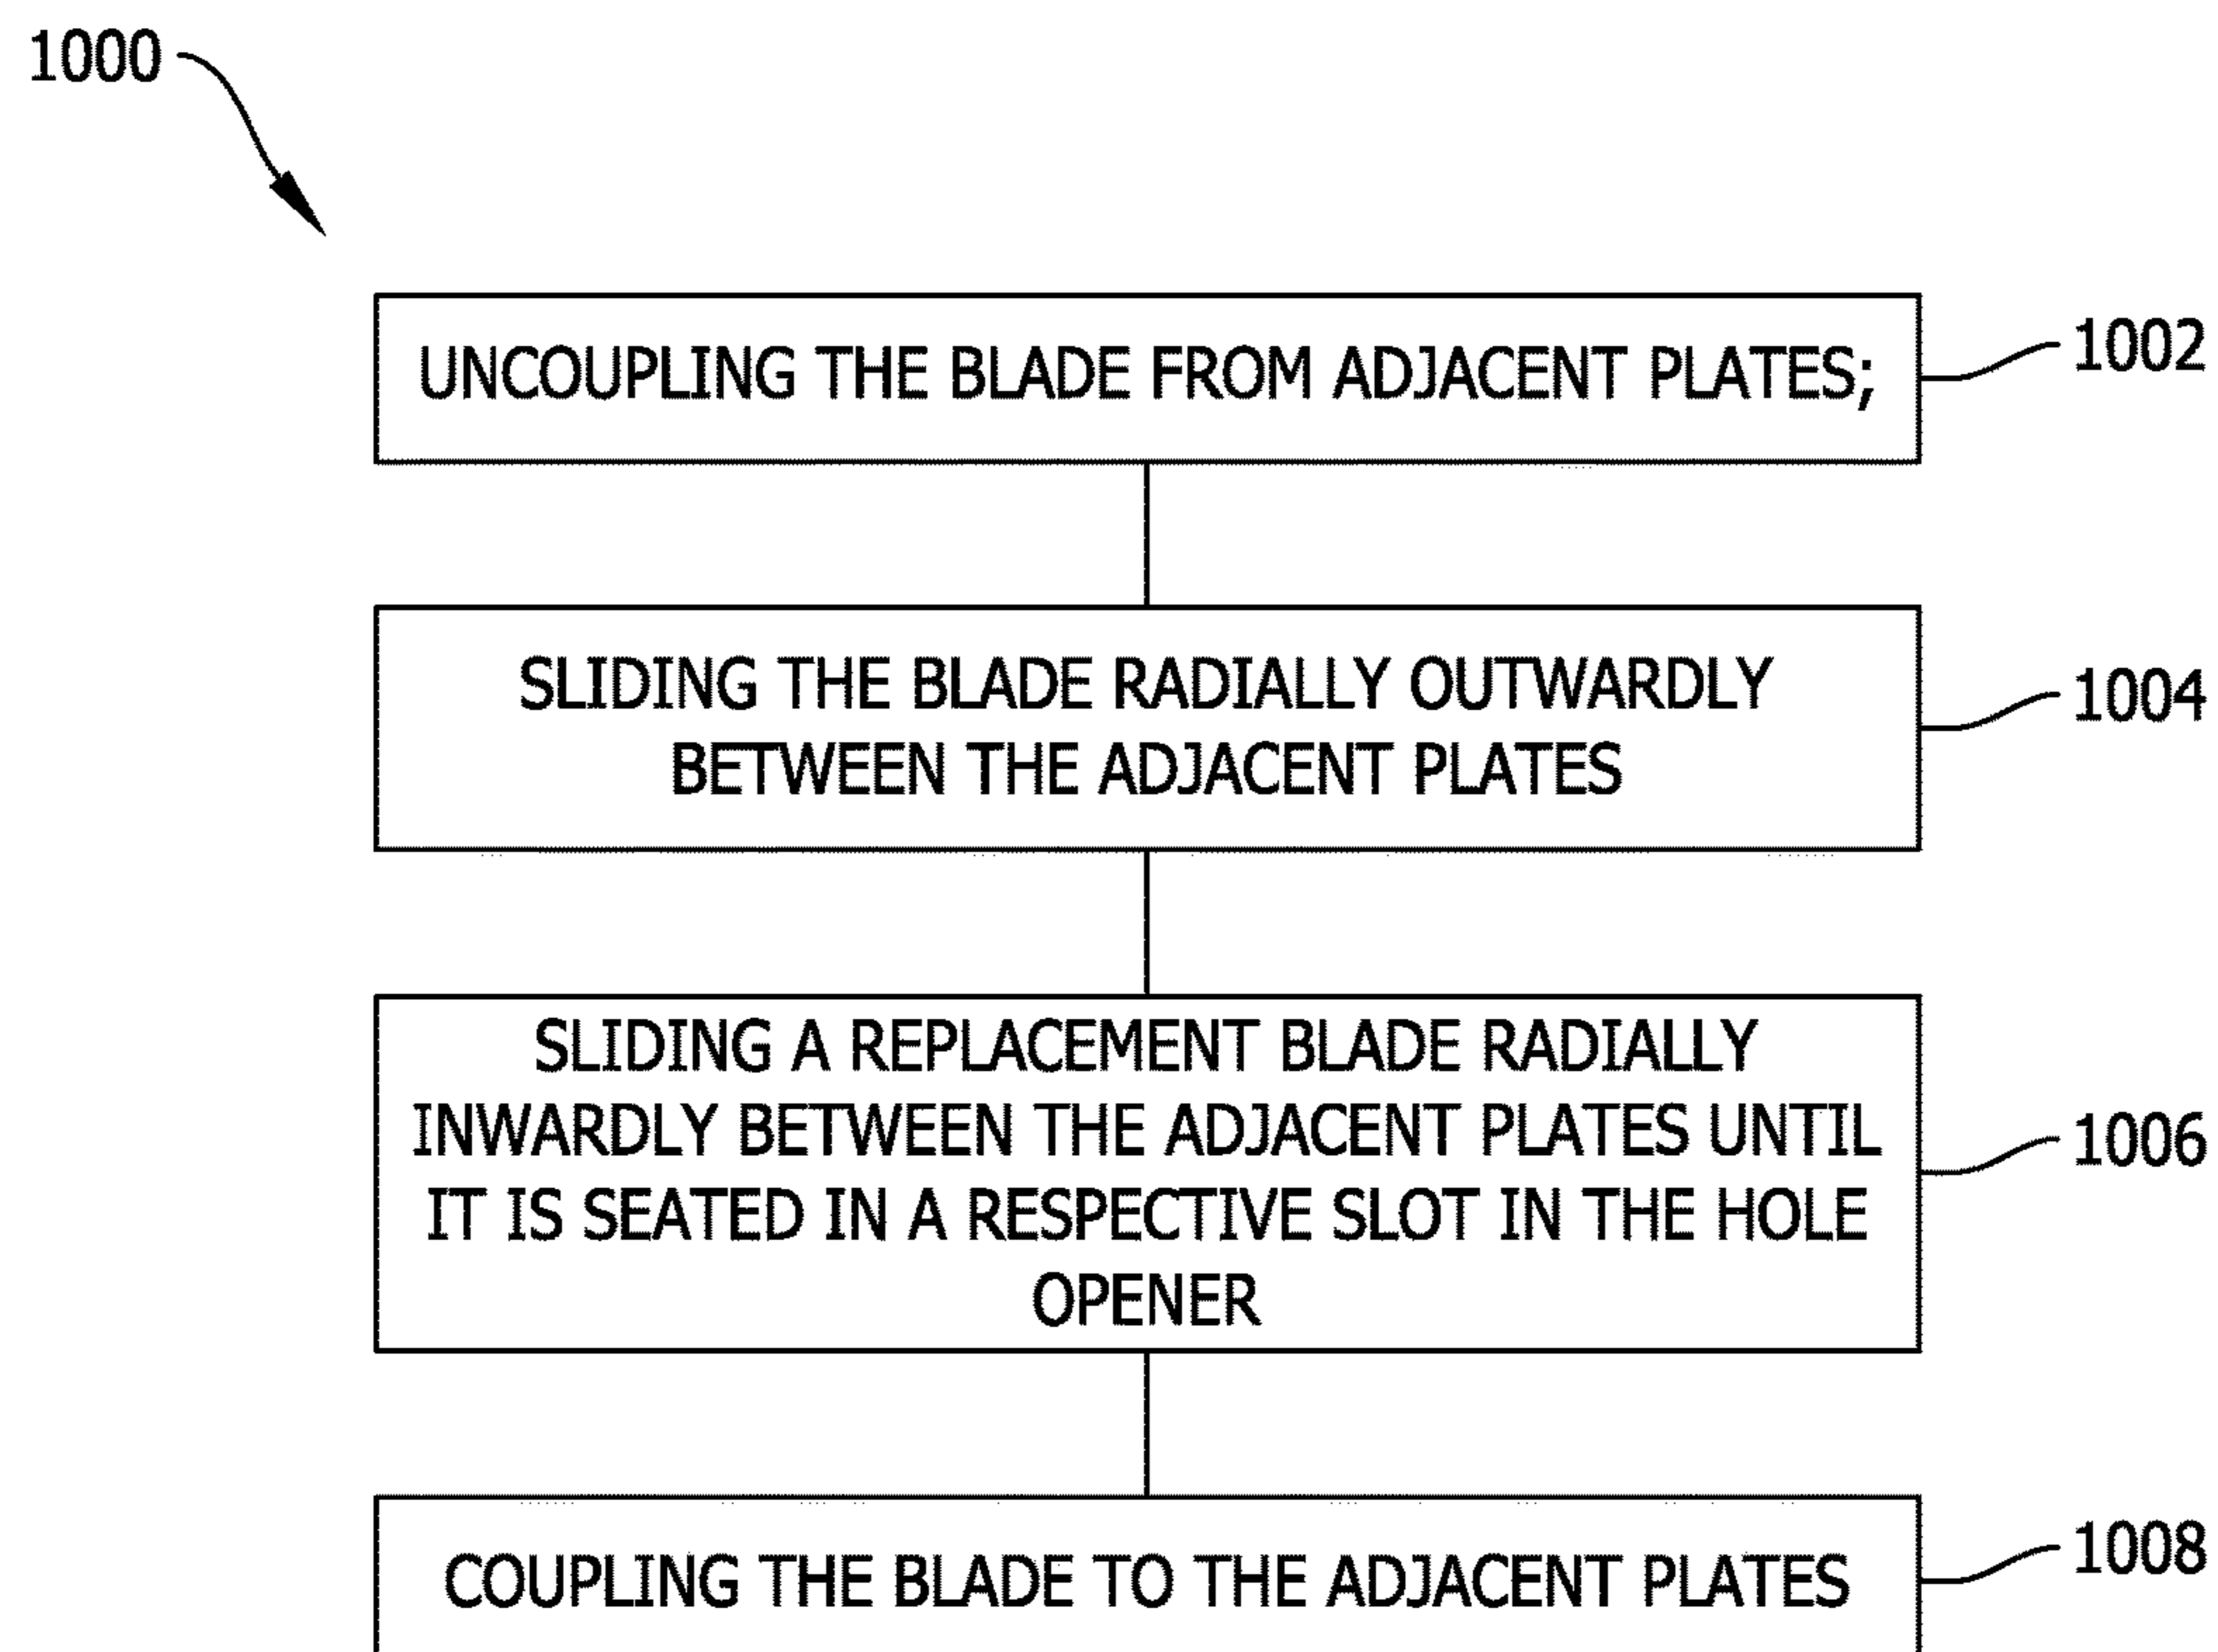 1000
UNCOUPLING THE BLADE FROM ADJACENT PLATES;
1002
SLIDING THE BLADE RADIALLY OUTWARDLY
BETWEEN THE ADJACENT PLATES
1004
SLIDING A REPLACEMENT BLADE RADIALLY
INWARDLY BETWEEN THE ADJACENT PLATES UNTIL
IT IS SEATED IN A RESPECTIVE SLOT IN THE HOLE
OPENER
1006
COUPLING THE BLADE TO THE ADJACENT PLATES
1008